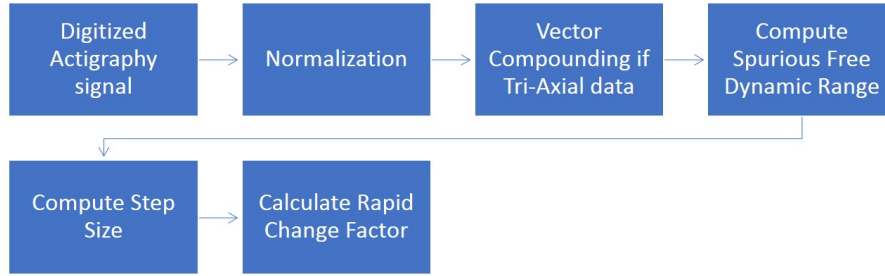 Digitized
Actigraphy
signal
Normalization
Vector
Compounding if
Tri-Axial data
Compute
Spurious Free
Dynamic Range
Compute Step
Size
Calculate Rapid
Change Factor